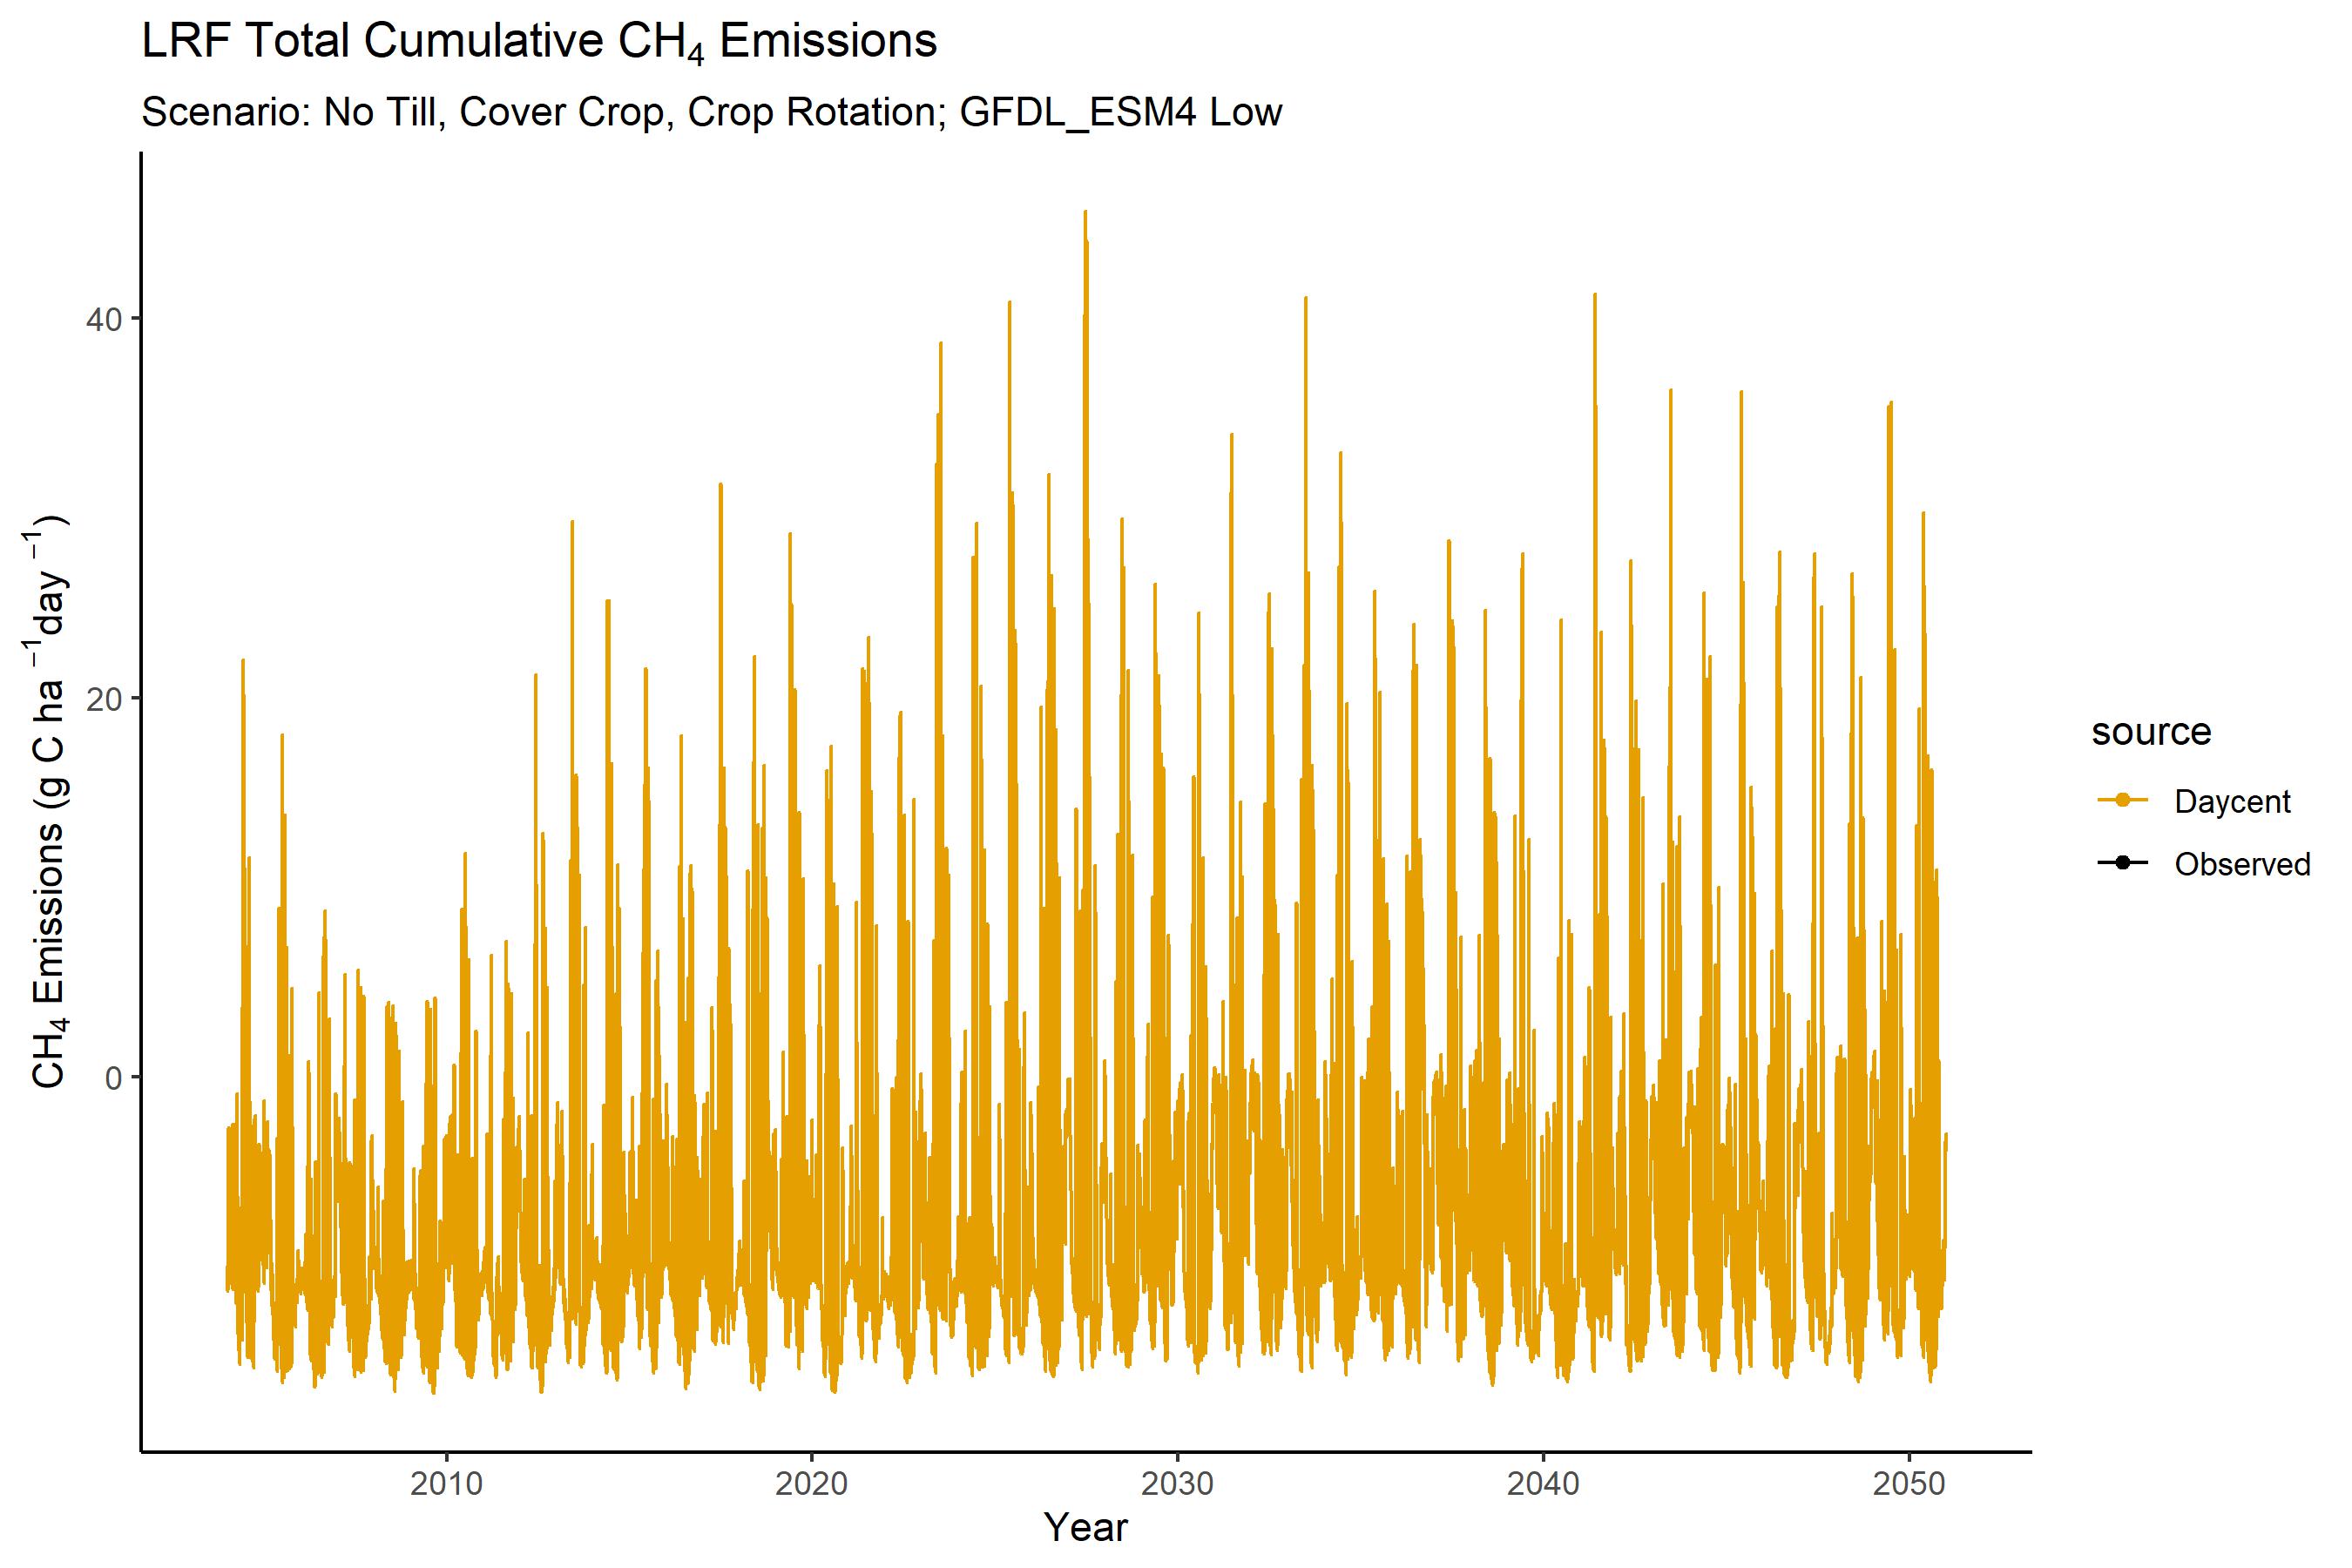 LRF Total Cumulative CH₄ Emissions
Scenario: No Till, Cover Crop, Crop Rotation; GFDL_ESM4 Low
CH₄ Emissions (g C ha ⁻¹day ⁻¹)
40
20
0
2010 2020 2030 2040 2050
Year
source
Daycent
Observed